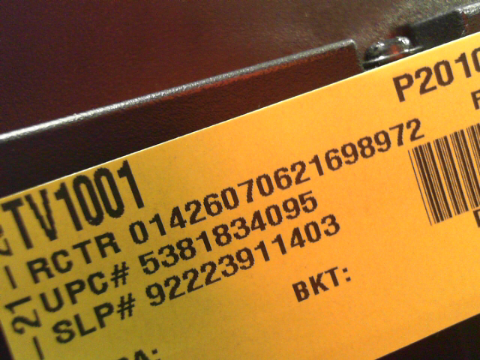 P2010
TV1001
RCTR 01426070621698972
UPC# 5381834095
SLP# 92223911403
BKT: